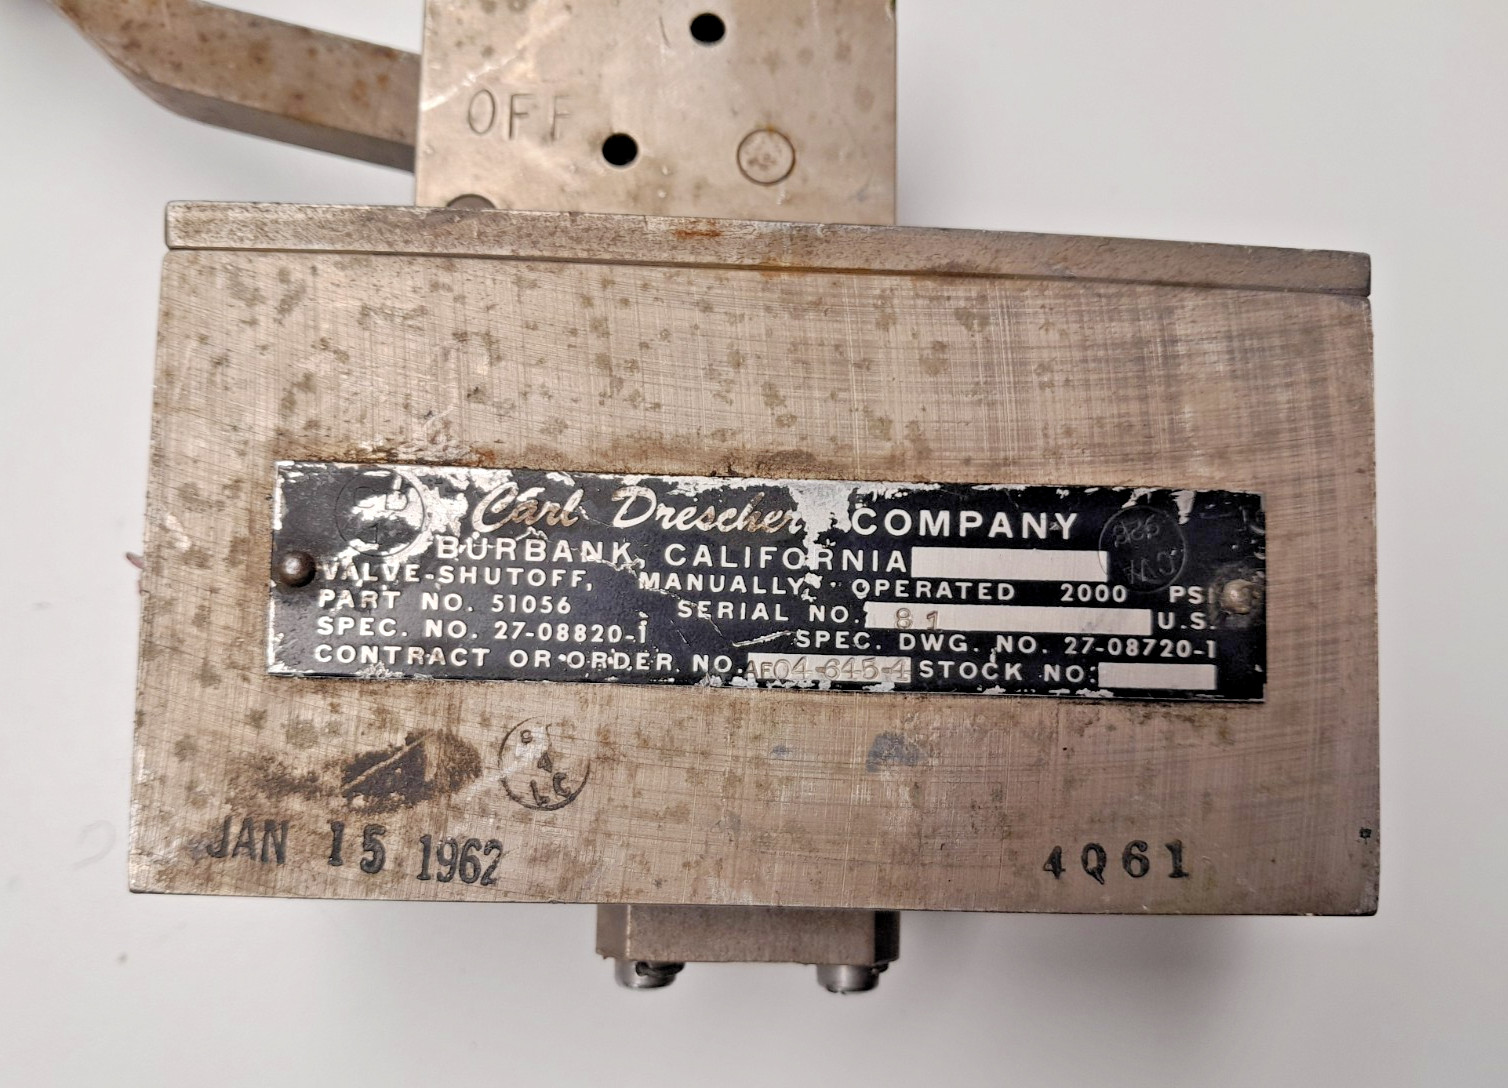 OFF
Carl Drescher COMPANY
BURBANK, CALIFORNIA
VALVE-SHUTOFF, MANUALLY OPERATED 2000 PSI
PART NO. 51056 SERIAL NO. 81 U.S.
SPEC. NO. 27-08820-1 SPEC. DWG. NO. 27-08720-1
CONTRACT OR ORDER NO. AF04-645-4 STOCK NO:
JAN 15 1962
4Q61